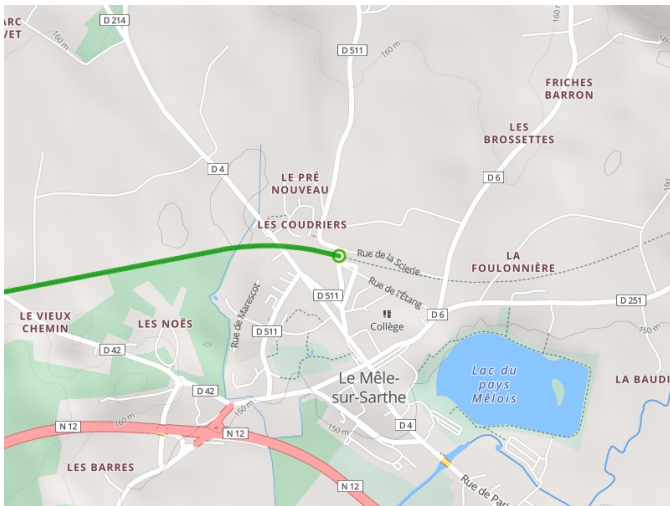 ARC
VET
D 214
160 m
D 511
160 m
FRICHES
BARRON
LES
BROSSETTES
D 4
LE PRÉ
NOUVEAU
D 6
LES COUDRIERS
Rue de la Scierie
LA
FOULONNIÈRE
Rue de l'Étang
Rue de Marescot
D 511
D 251
LE VIEUX
CHEMIN
LES NOËS
D 511
Collège
D 6
150 m
D 42
Lac du
pays
Mêlois
LA BAUDI
D 42
Le Mêle-
sur-Sarthe
150 m
160 m
N 12
N 12
150 m
D 4
LES BARRES
N 12
Rue de Pari